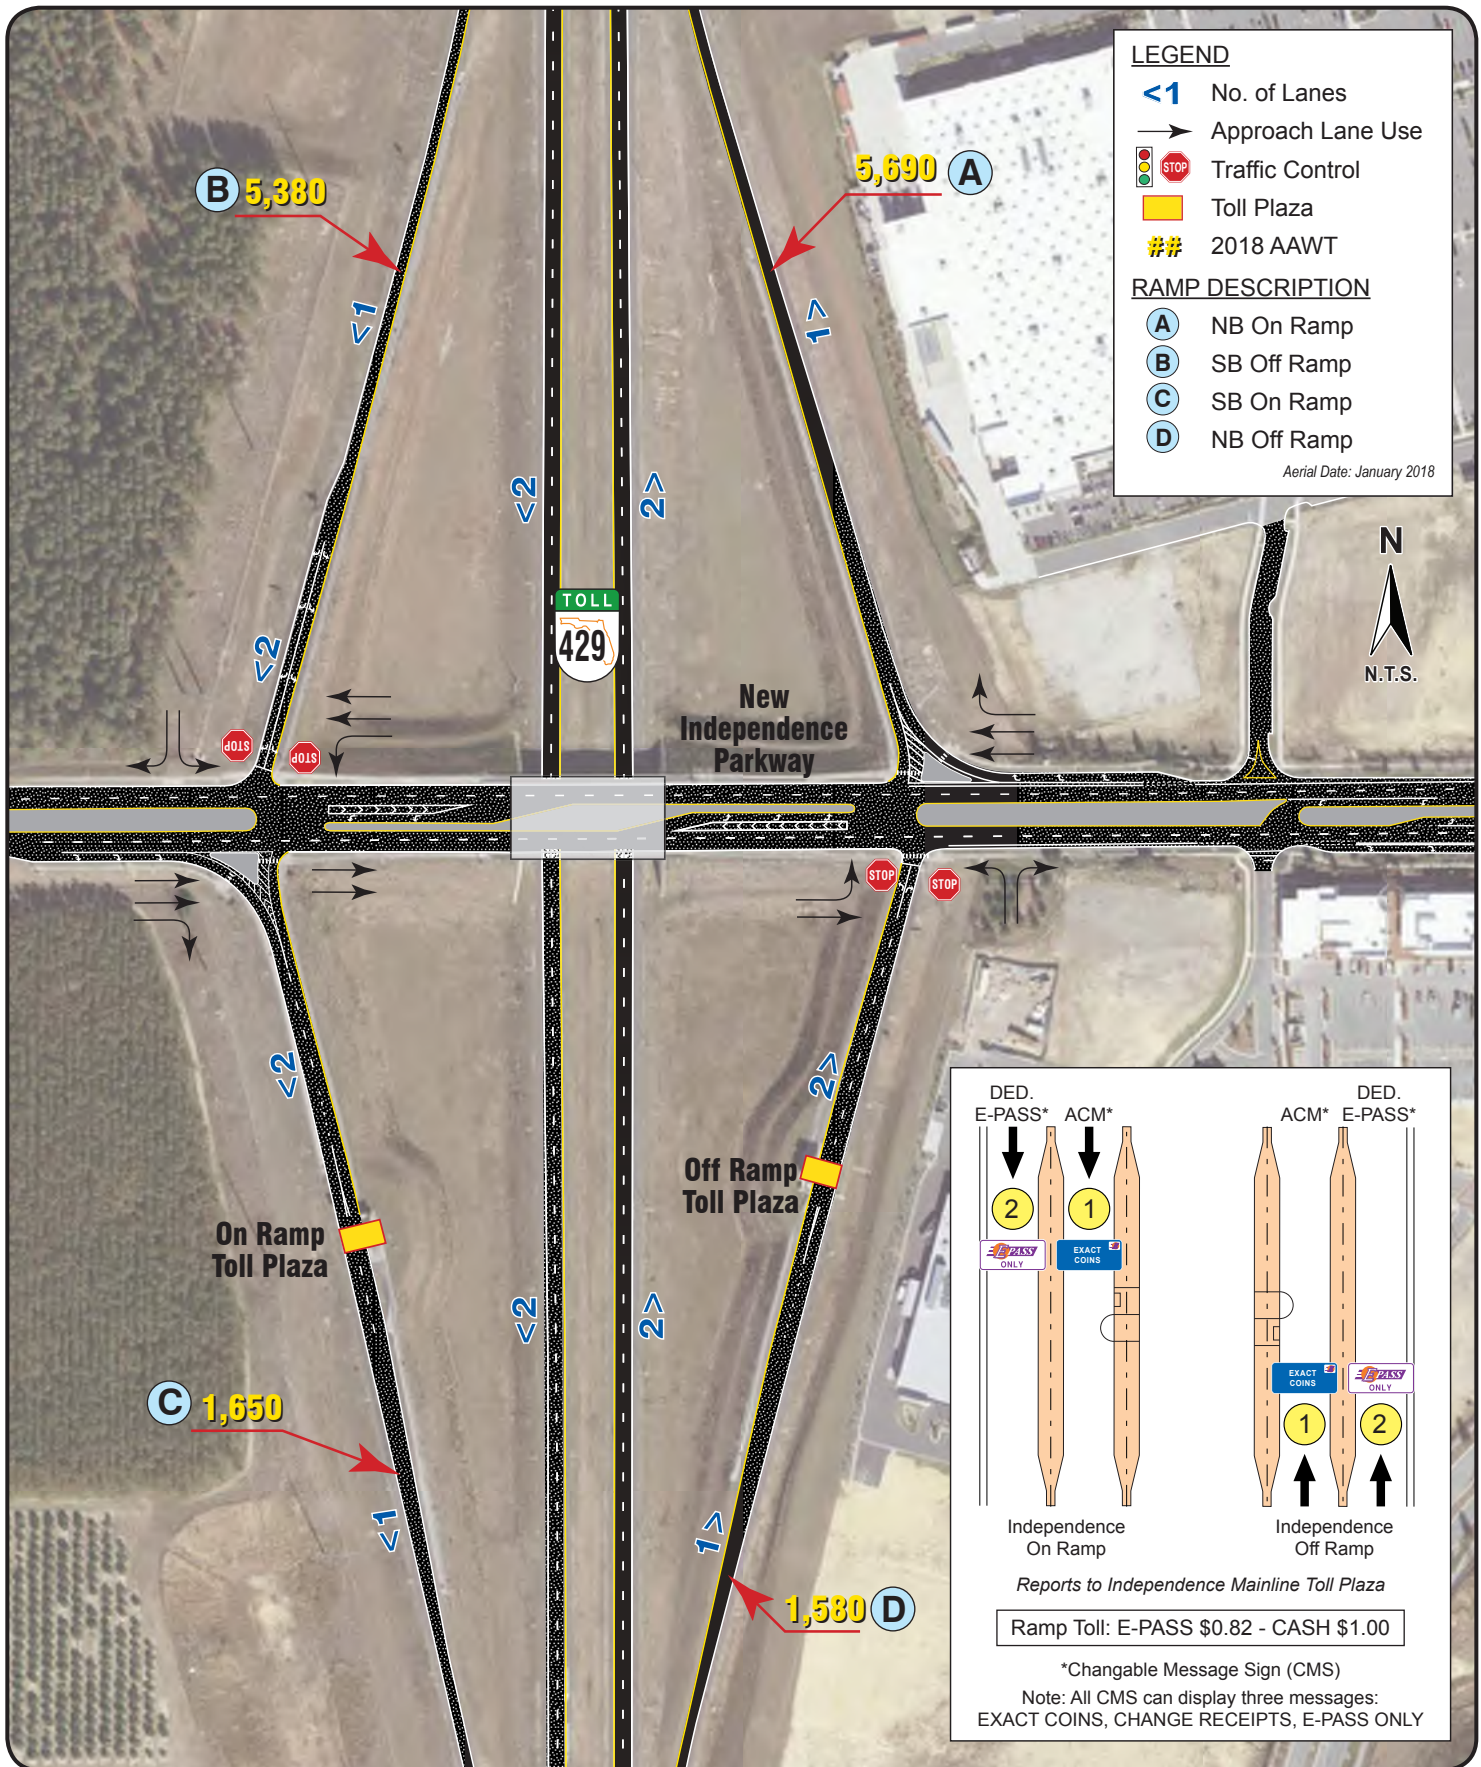 LEGEND
<1 No. of Lanes
Approach Lane Use
STOP Traffic Control
Toll Plaza
## 2018 AAWT
RAMP DESCRIPTION
A NB On Ramp
B SB Off Ramp
C SB On Ramp
D NB Off Ramp
Aerial Date: January 2018
B 5,380
5,690 A
<1
1>
<2
2>
N
N.T.S.
TOLL
429
<2
New
Independence
Parkway
STOP
STOP
STOP
STOP
<2
2>
Off Ramp
Toll Plaza
On Ramp
Toll Plaza
<2
2>
C 1,650
<1
1>
1,580 D
DED.
E-PASS* ACM*
2
1
E-PASS
ONLY
EXACT
COINS
Independence
On Ramp
DED.
ACM* E-PASS*
EXACT
COINS
E-PASS
ONLY
1
2
Independence
Off Ramp
Reports to Independence Mainline Toll Plaza
Ramp Toll: E-PASS $0.82 - CASH $1.00
*Changable Message Sign (CMS)
Note: All CMS can display three messages:
EXACT COINS, CHANGE RECEIPTS, E-PASS ONLY